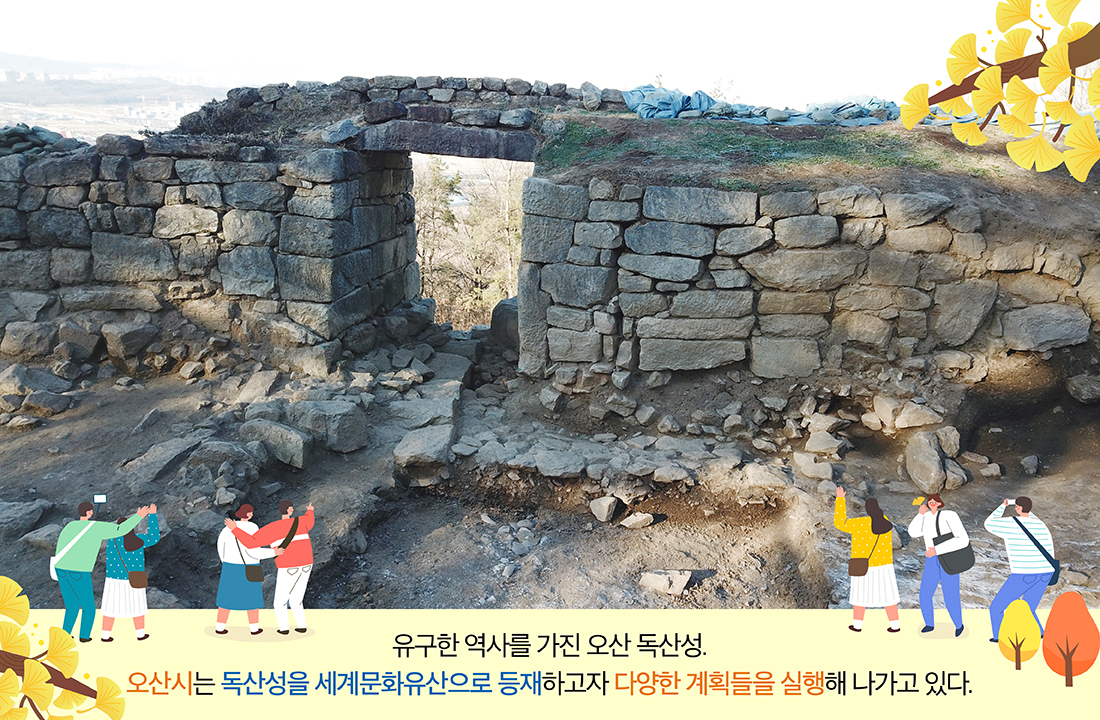 유구한 역사를 가진 오산 독산성.
오산시는 독산성을 세계문화유산으로 등재하고자 다양한 계획들을 실행해 나가고 있다.